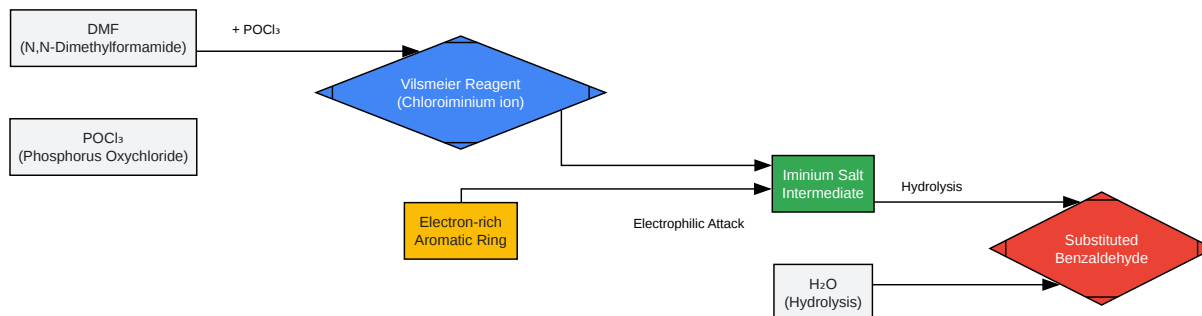 DMF
(N,N-Dimethylformamide)
+ POCl₃
Vilsmeier Reagent
(Chloroiminium ion)
POCl₃
(Phosphorus Oxychloride)
Iminium Salt
Intermediate
Hydrolysis
Electron-rich
Aromatic Ring
Electrophilic Attack
Substituted
Benzaldehyde
H₂O
(Hydrolysis)